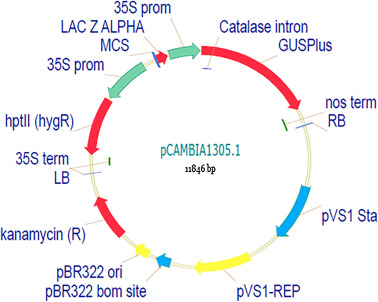 35S prom
LAC Z ALPHA
MCS
Catalase intron
GUSPlus
35S prom
hptII (hygR)
nos term
RB
pCAMBIA1305.1
11846 bp
35S term
LB
pVS1 Sta
kanamycin (R)
pBR322 ori
pBR322 bom site
pVS1-REP